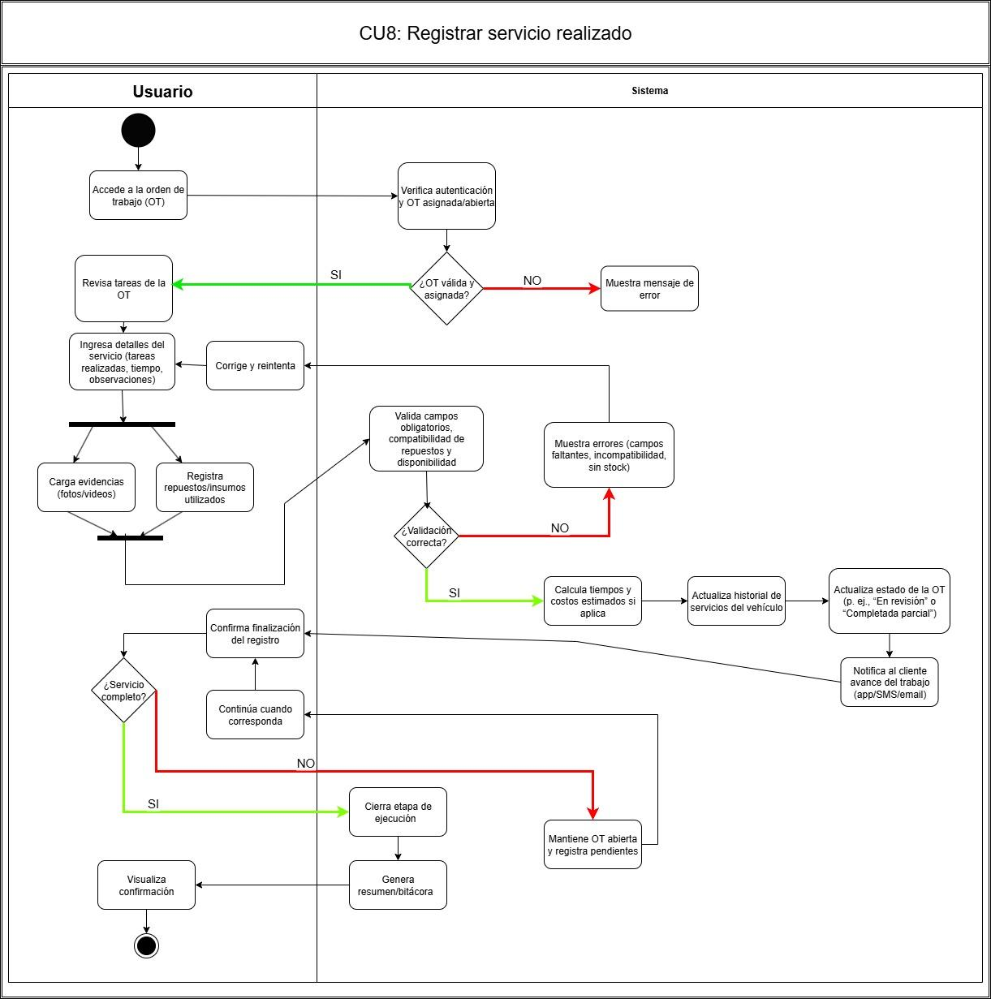 CU8: Registrar servicio realizado
Usuario
Sistema
Accede a la orden de
trabajo (OT)
Verifica autenticación
y OT asignada/abierta
¿OT válida y
asignada?
SI
NO
Revisa tareas de la
OT
Muestra mensaje de
error
Ingresa detalles del
servicio (tareas
realizadas, tiempo,
observaciones)
Corrige y reintenta
Carga evidencias
(fotos/videos)
Registra
repuestos/insumos
utilizados
Valida campos
obligatorios,
compatibilidad de
repuestos y
disponibilidad
Muestra errores (campos
faltantes, incompatibilidad,
sin stock)
¿Validación
correcta?
NO
SI
Calcula tiempos y
costos estimados si
aplica
Actualiza historial de
servicios del vehículo
Actualiza estado de la OT
(p. ej., “En revisión” o
“Completada parcial”)
Notifica al cliente
avance del trabajo
(app/SMS/email)
Confirma finalización
del registro
¿Servicio
completo?
Continúa cuando
corresponda
NO
SI
Cierra etapa de
ejecución
Mantiene OT abierta
y registra pendientes
Genera
resumen/bitácora
Visualiza
confirmación